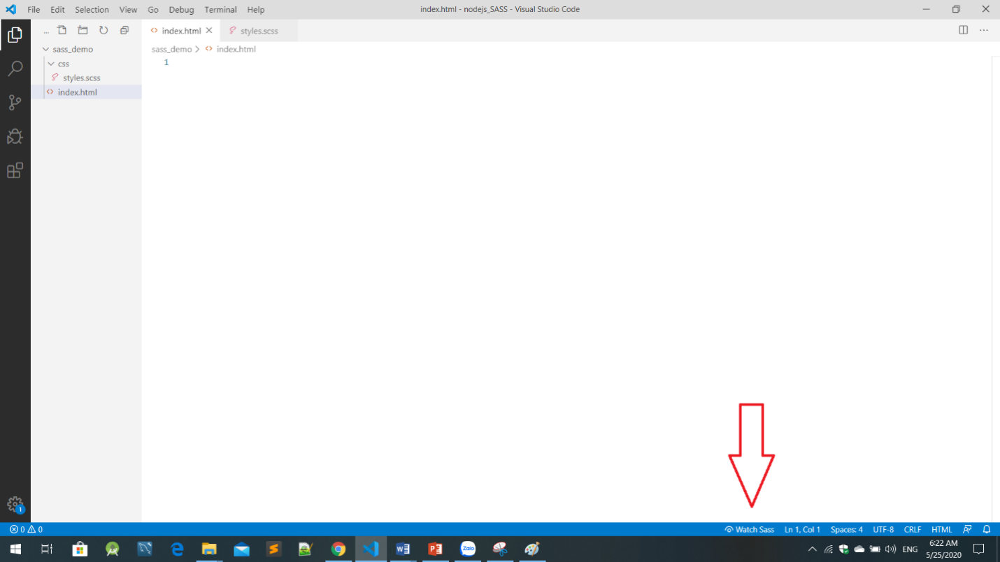 File Edit Selection View Go Debug Terminal Help
index.html - nodejs_SASS - Visual Studio Code
...
index.html
styles.scss
sass_demo
css
styles.scss
index.html
sass_demo > index.html
1
1
0 0
Watch Sass Ln 1, Col 1 Spaces: 4 UTF-8 CRLF HTML
Zalo
ENG
6:22 AM
5/25/2020